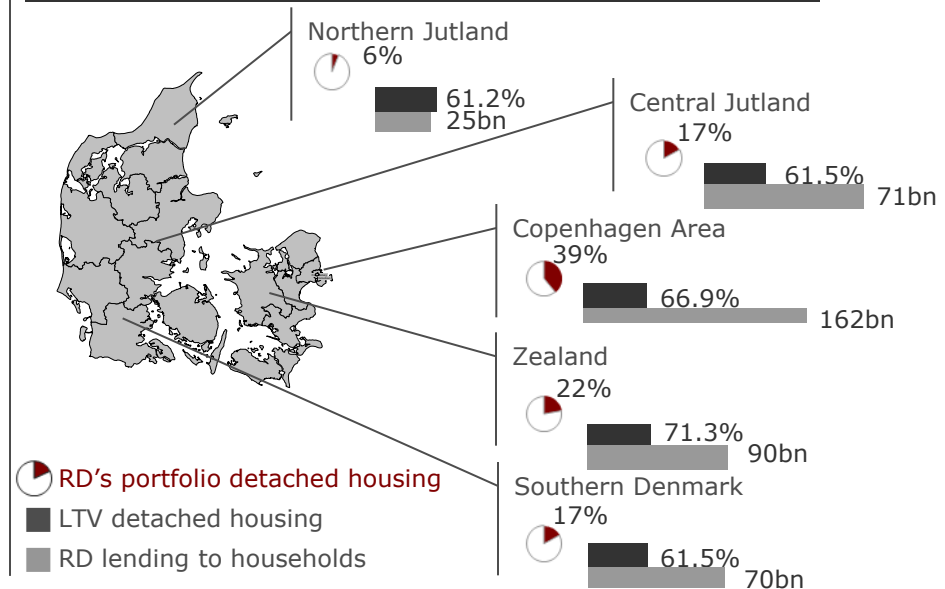 Northern Jutland
6%
61.2%
25bn
Central Jutland
17%
61.5%
71bn
Copenhagen Area
39%
66.9%
162bn
Zealand
22%
71.3%
90bn
Southern Denmark
17%
61.5%
70bn
RD’s portfolio detached housing
LTV detached housing
RD lending to households